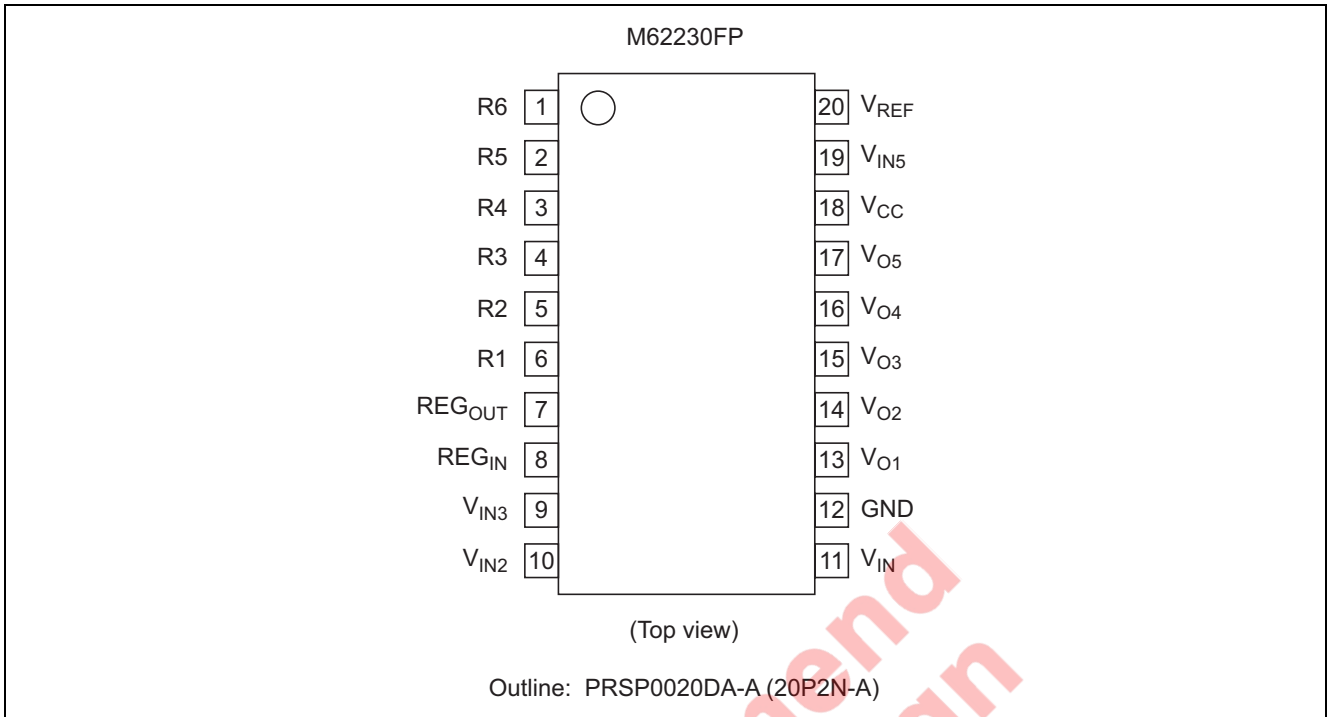 M62230FP
R6 1 20 VREF
R5 2 19 VIN5
R4 3 18 VCC
R3 4 17 VO5
R2 5 16 VO4
R1 6 15 VO3
REGOUT 7 14 VO2
REGIN 8 13 VO1
VIN3 9 12 GND
VIN2 10 11 VIN
(Top view)
Outline: PRSP0020DA-A (20P2N-A)